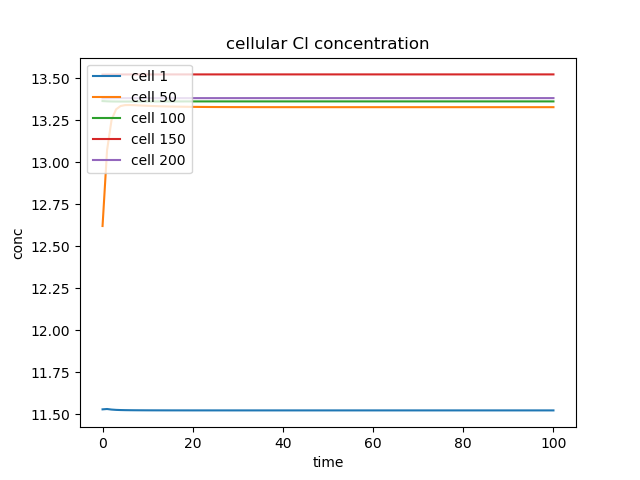 cellular Cl concentration
13.50
13.25
13.00
12.75
12.50
12.25
12.00
11.75
11.50
conc
cell 1
cell 50
cell 100
cell 150
cell 200
0
20
40
60
80
100
time